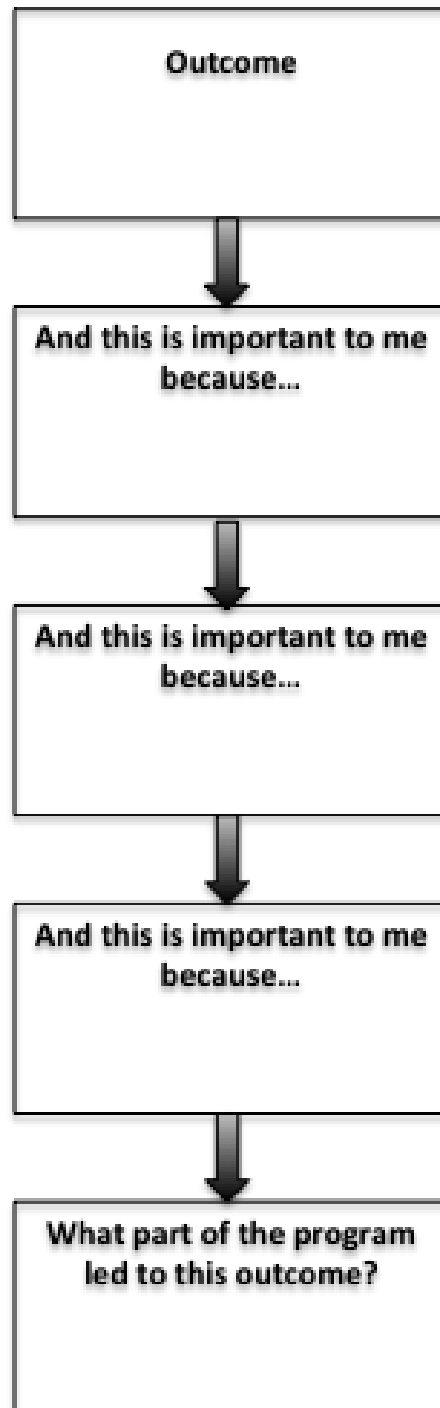 Outcome
And this is important to me
because...
And this is important to me
because...
And this is important to me
because...
What part of the program
led to this outcome?